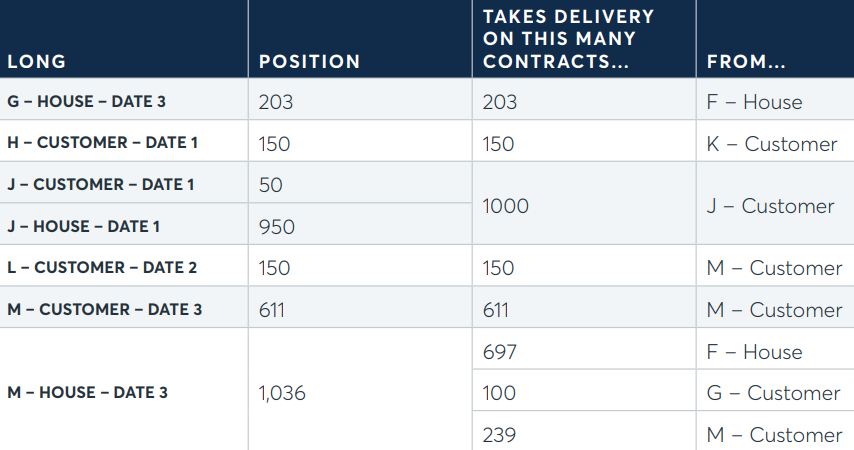 LONG POSITION TAKES DELIVERY ON THIS MANY CONTRACTS... FROM...
G – HOUSE – DATE 3 203 203 F – House
H – CUSTOMER – DATE 1 150 150 K – Customer
J – CUSTOMER – DATE 1 50 1000 J – Customer
J – HOUSE – DATE 1 950
L – CUSTOMER – DATE 2 150 150 M – Customer
M – CUSTOMER – DATE 3 611 611 M – Customer
M – HOUSE – DATE 3 1,036 697 F – House
100 G – Customer
239 M – Customer